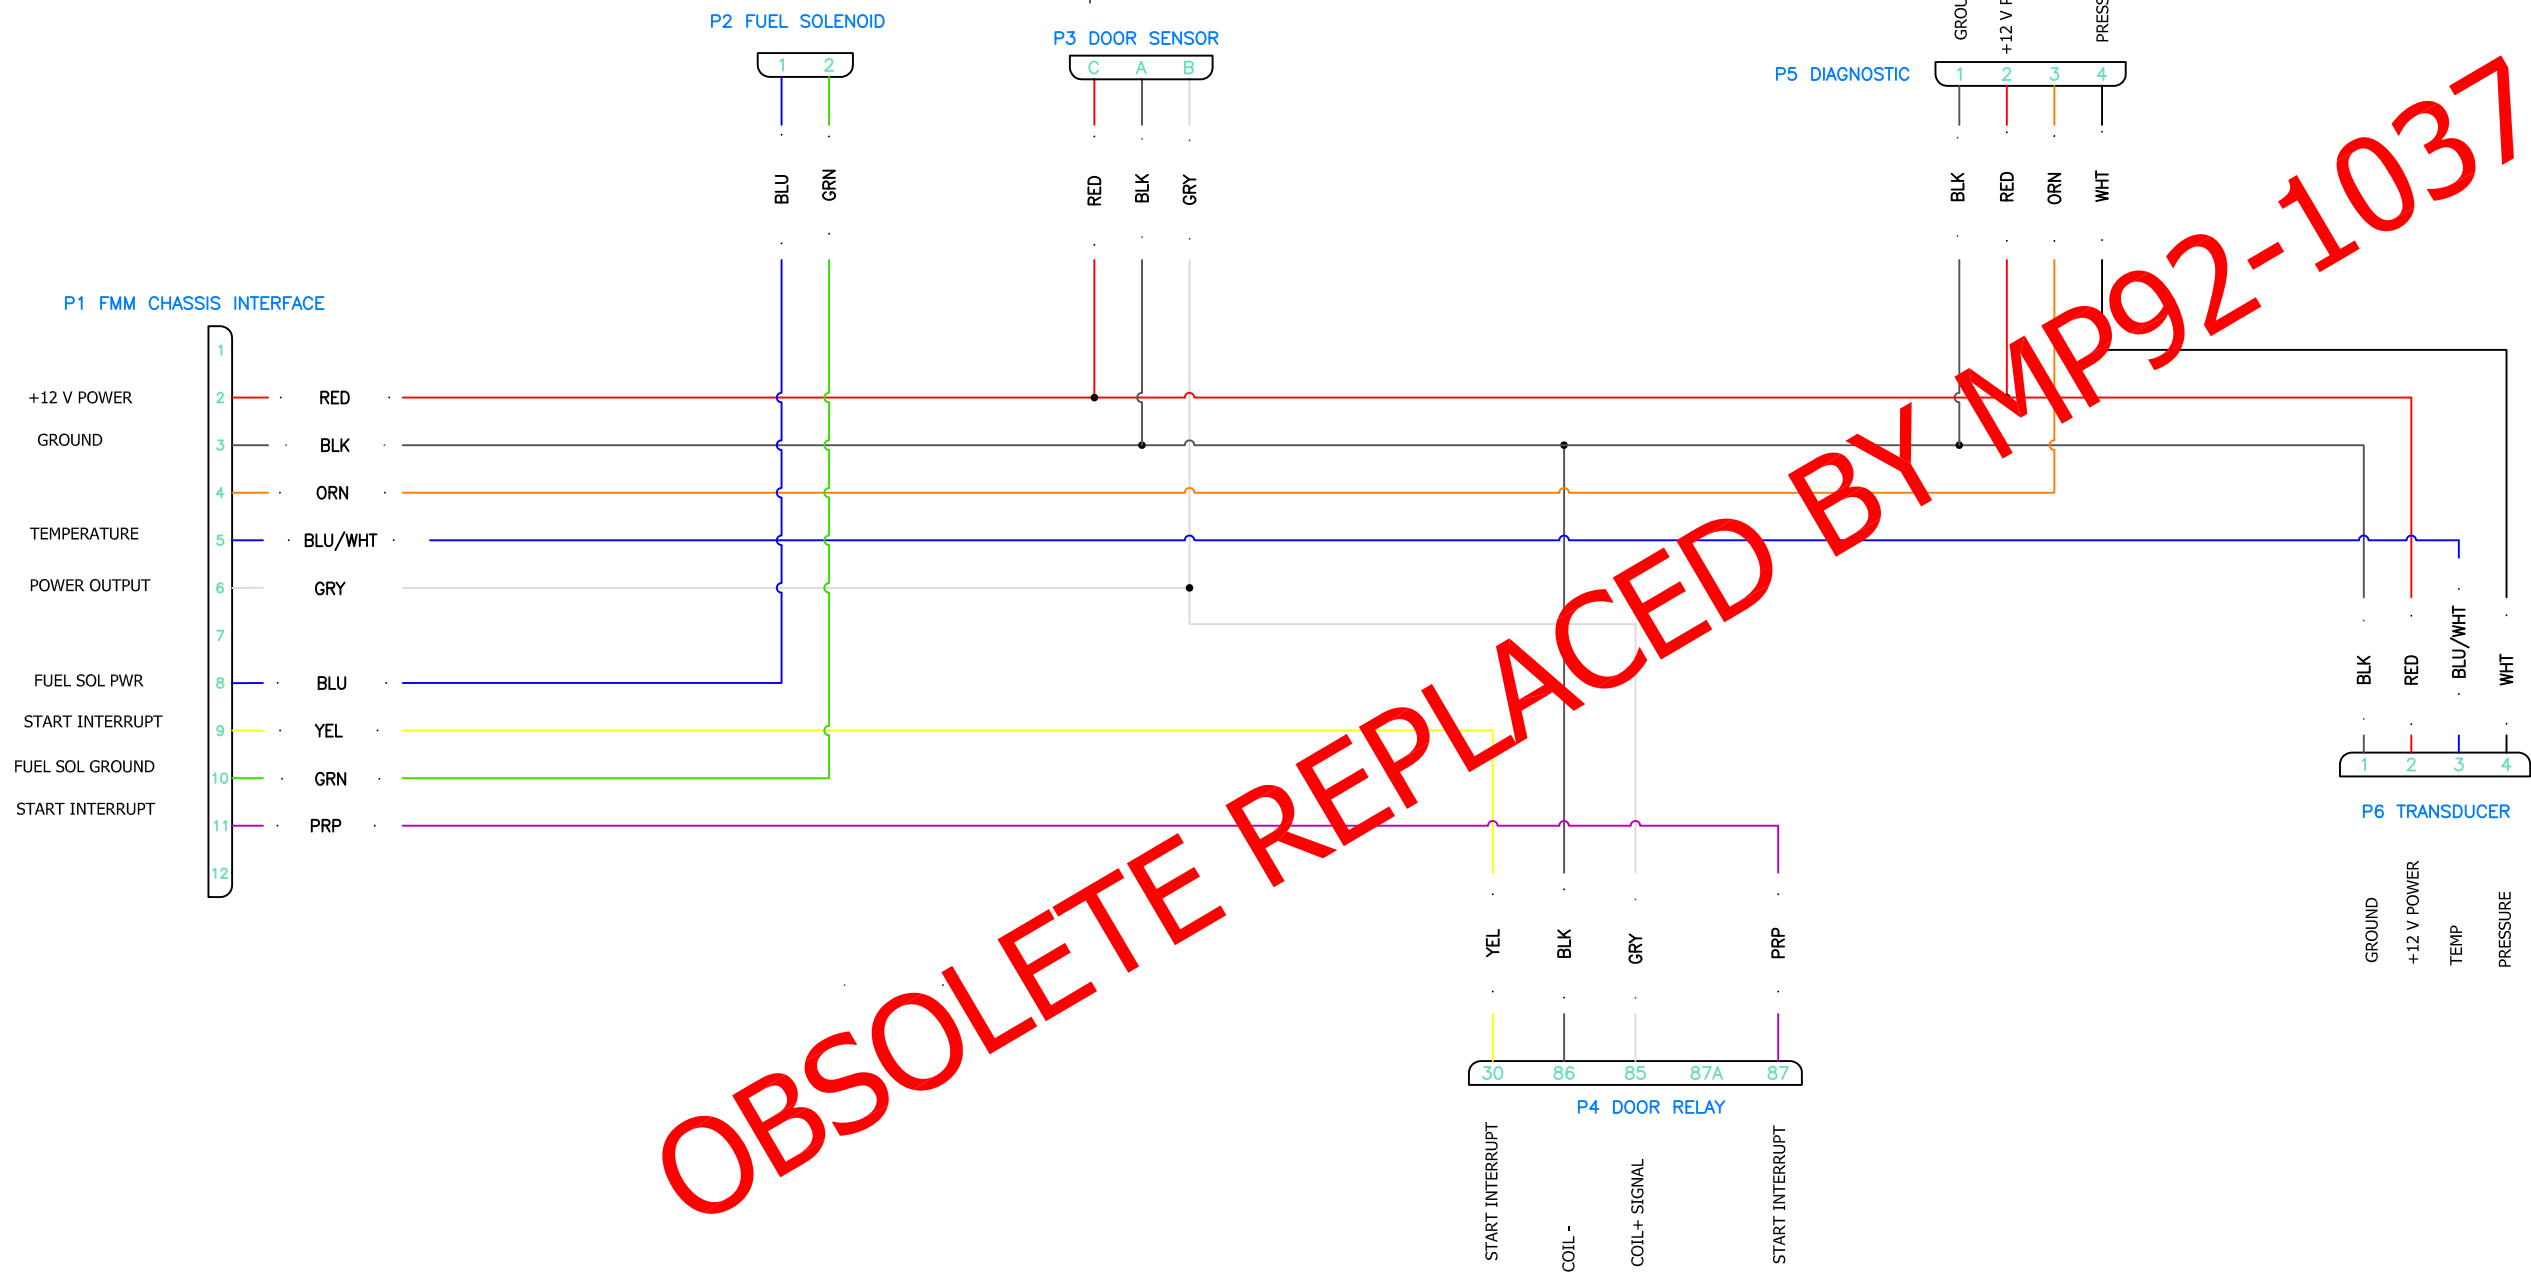 P2 FUEL SOLENOID
1 2
BLU
GRN
P3 DOOR SENSOR
C A B
RED
BLK
GRY
P5 DIAGNOSTIC
1 2 3 4
BLK
RED
ORN
WHT
P1 FMM CHASSIS INTERFACE
1
+12 V POWER 2 RED
GROUND 3 BLK
4 ORN
TEMPERATURE 5 BLU/WHT
POWER OUTPUT 6 GRY
7
FUEL SOL PWR 8 BLU
START INTERRUPT 9 YEL
FUEL SOL GROUND 10 GRN
START INTERRUPT 11 PRP
12
OBSOLETE REPLACED BY MP92-1037
BLK
RED
BLU/WHT
WHT
1 2 3 4
P6 TRANSDUCER
GROUND
+12 V POWER
TEMP
PRESSURE
YEL
BLK
GRY
PRP
30 86 85 87A 87
P4 DOOR RELAY
START INTERRUPT
COIL -
COIL+ SIGNAL
START INTERRUPT